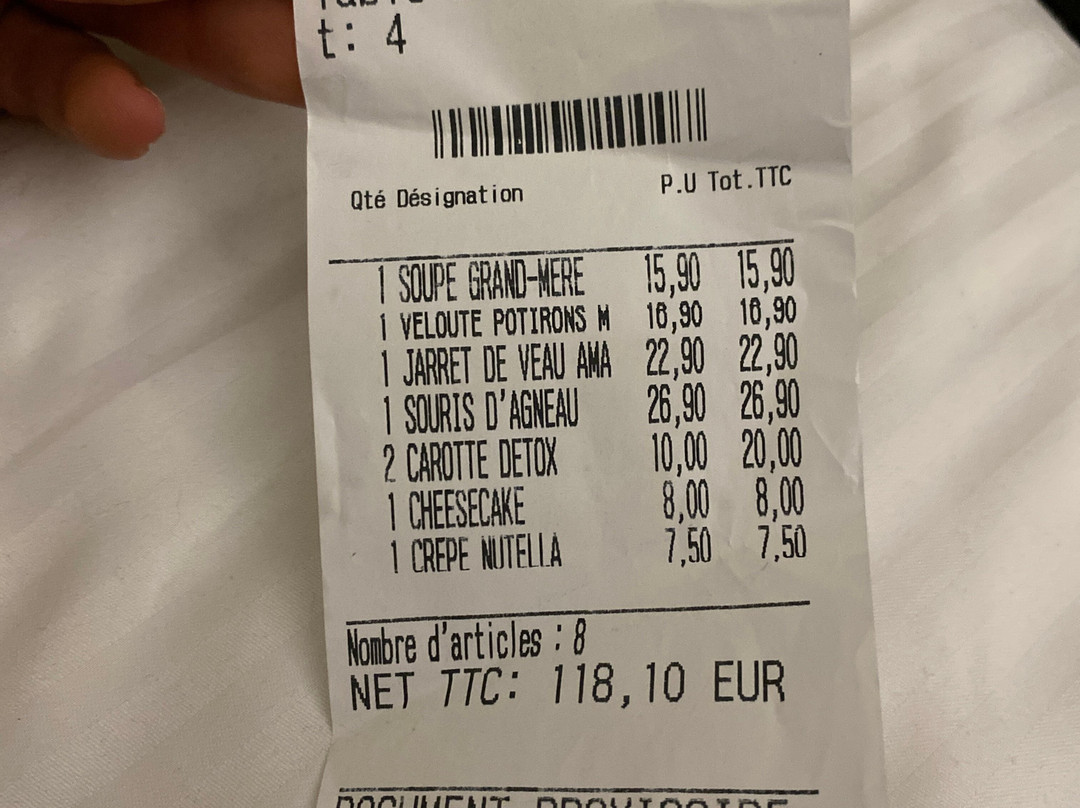 t: 4
Qté Désignation P.U Tot.TTC
1 SOUPE GRAND-MERE 15,90 15,90
1 VELOUTE POTIRONS M 16,90 16,90
1 JARRET DE VEAU AMA 22,90 22,90
1 SOURIS D'AGNEAU 26,90 26,90
2 CAROTTE DETOX 10,00 20,00
1 CHEESECAKE 8,00 8,00
1 CREPE NUTELLA 7,50 7,50
Nombre d'articles : 8
NET TTC: 118,10 EUR
DOCUMENT PROVISOIRE